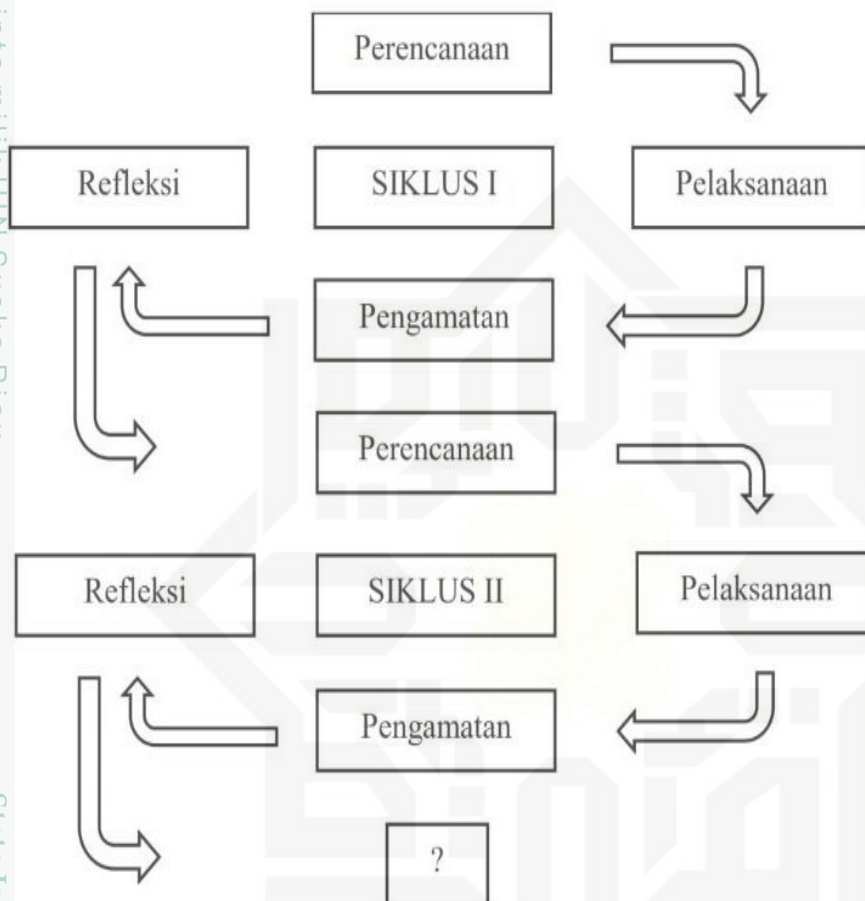 Perencanaan
Refleksi
SIKLUS I
Pelaksanaan
Pengamatan
Perencanaan
Refleksi
SIKLUS II
Pelaksanaan
Pengamatan
?